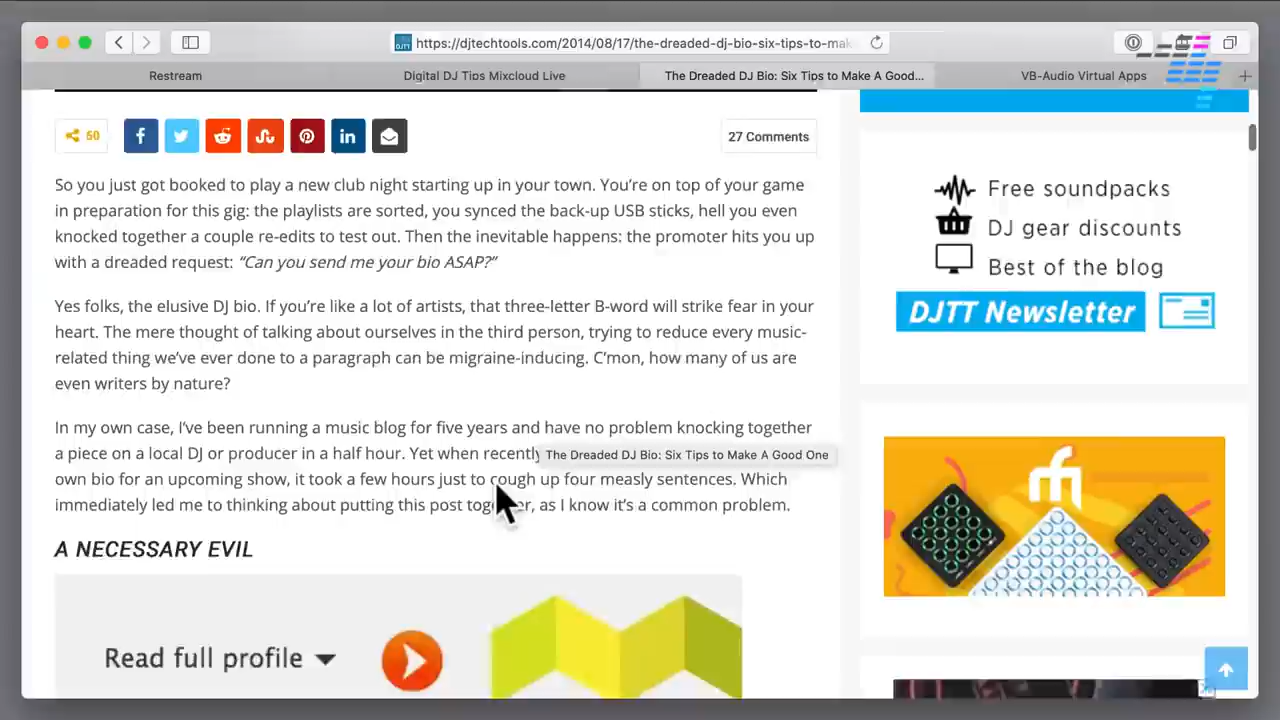 https://djtechtools.com/2014/08/17/the-dreaded-dj-bio-six-tips-to-mak
Restream
Digital DJ Tips Mixcloud Live
The Dreaded DJ Bio: Six Tips to Make A Good...
VB-Audio Virtual Apps
50
27 Comments
So you just got booked to play a new club night starting up in your town. You’re on top of your game
in preparation for this gig: the playlists are sorted, you synced the back-up USB sticks, hell you even
knocked together a couple re-edits to test out. Then the inevitable happens: the promoter hits you up
with a dreaded request: “Can you send me your bio ASAP?”
Yes folks, the elusive DJ bio. If you’re like a lot of artists, that three-letter B-word will strike fear in your
heart. The mere thought of talking about ourselves in the third person, trying to reduce every music-
related thing we’ve ever done to a paragraph can be migraine-inducing. C’mon, how many of us are
even writers by nature?
In my own case, I’ve been running a music blog for five years and have no problem knocking together
a piece on a local DJ or producer in a half hour. Yet when recently
The Dreaded DJ Bio: Six Tips to Make A Good One
own bio for an upcoming show, it took a few hours just to cough up four measly sentences. Which
immediately led me to thinking about putting this post together, as I know it’s a common problem.
A NECESSARY EVIL
Read full profile
Free soundpacks
DJ gear discounts
Best of the blog
DJTT Newsletter